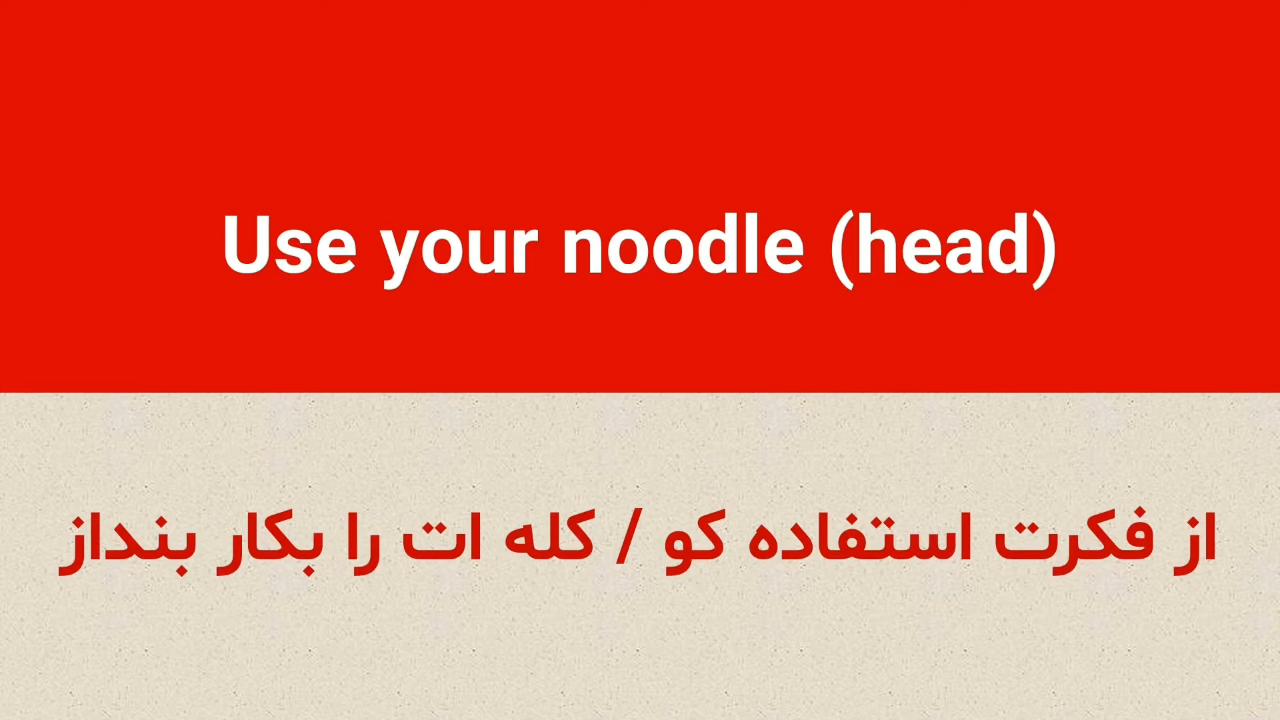 Use your noodle (head)
از فکرت استفاده کو / کله ات را بکار بنداز